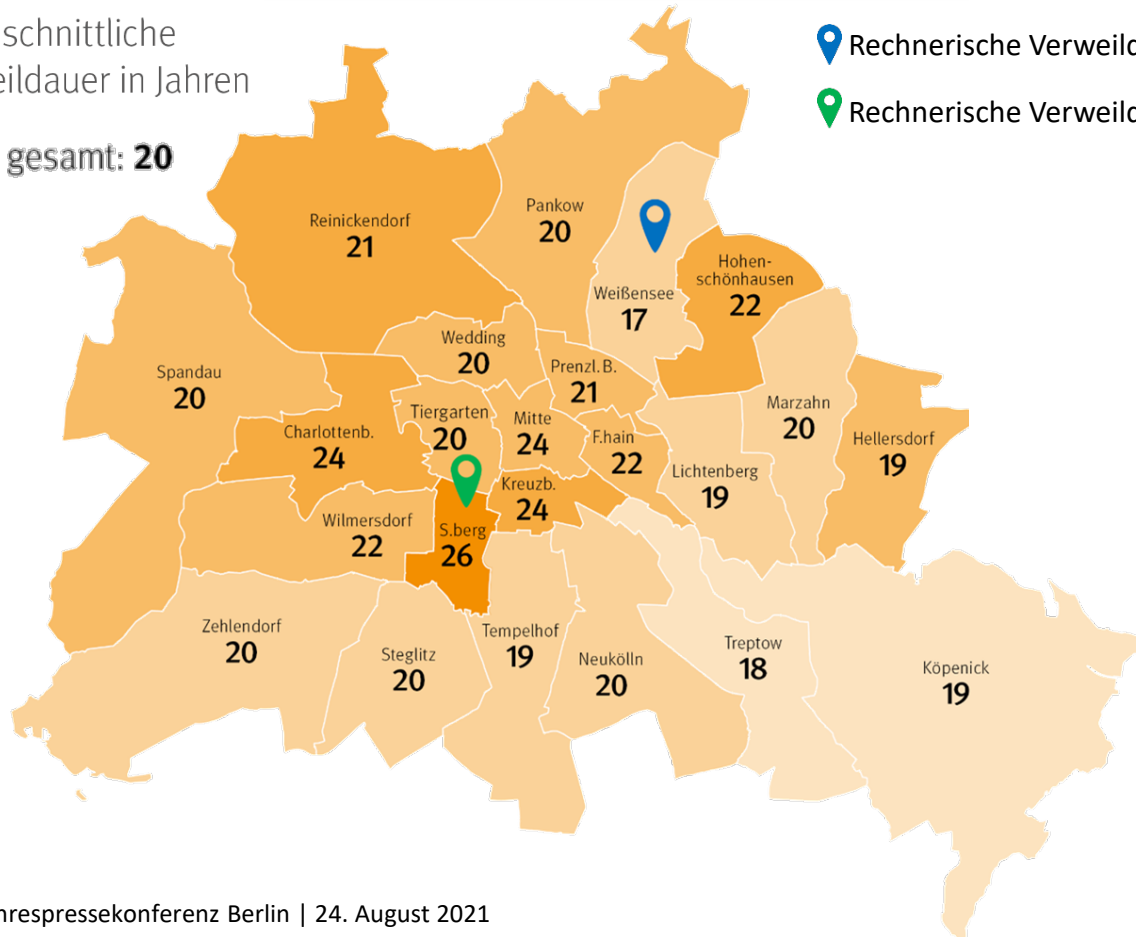 schnittliche
eildauer in Jahren
gesamt: 20
Rechnerische Verweild
Rechnerische Verweild
Reinickendorf
21
Pankow
20
Weißensee
17
Hohen-
schönhausen
22
Wedding
20
Prenzl. B.
21
Spandau
20
Tiergarten
20
Mitte
24
Marzahn
20
Charlottenb.
24
F.hain
22
Hellersdorf
19
Lichtenberg
19
Kreuzb.
24
Wilmersdorf
22
S.berg
26
Zehlendorf
20
Steglitz
20
Tempelhof
19
Neukölln
20
Treptow
18
Köpenick
19
hrespressekonferenz Berlin | 24. August 2021